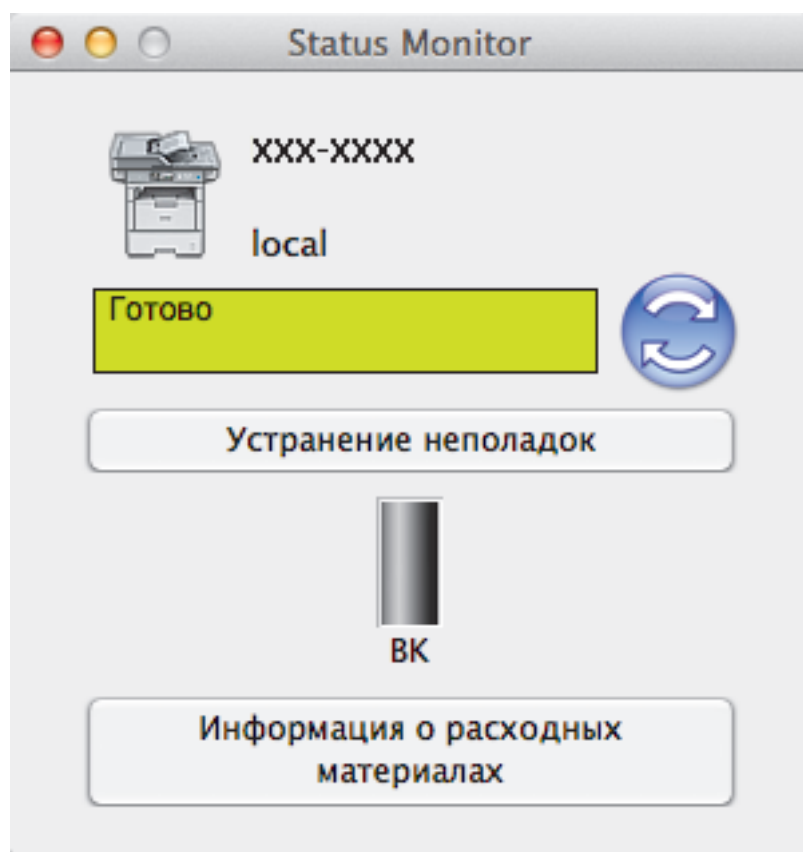 Status Monitor
XXX-XXXX
local
Готово
Устранение неполадок
BK
Информация о расходных
материалах